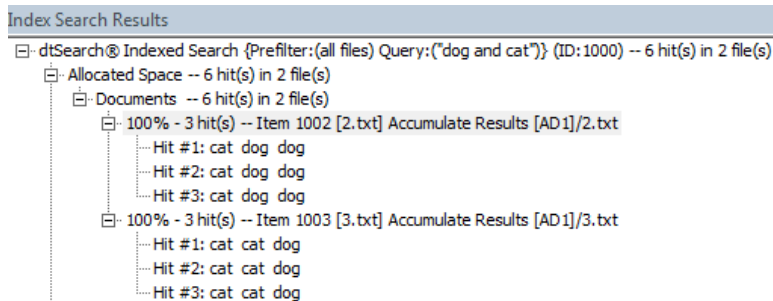 Index Search Results
dtSearch® Indexed Search {Prefilter:(all files) Query:("dog and cat")} (ID:1000) -- 6 hit(s) in 2 file(s)
Allocated Space -- 6 hit(s) in 2 file(s)
Documents -- 6 hit(s) in 2 file(s)
100% - 3 hit(s) -- Item 1002 [2.txt] Accumulate Results [AD1]/2.txt
Hit #1: cat dog dog
Hit #2: cat dog dog
Hit #3: cat dog dog
100% - 3 hit(s) -- Item 1003 [3.txt] Accumulate Results [AD1]/3.txt
Hit #1: cat cat dog
Hit #2: cat cat dog
Hit #3: cat cat dog